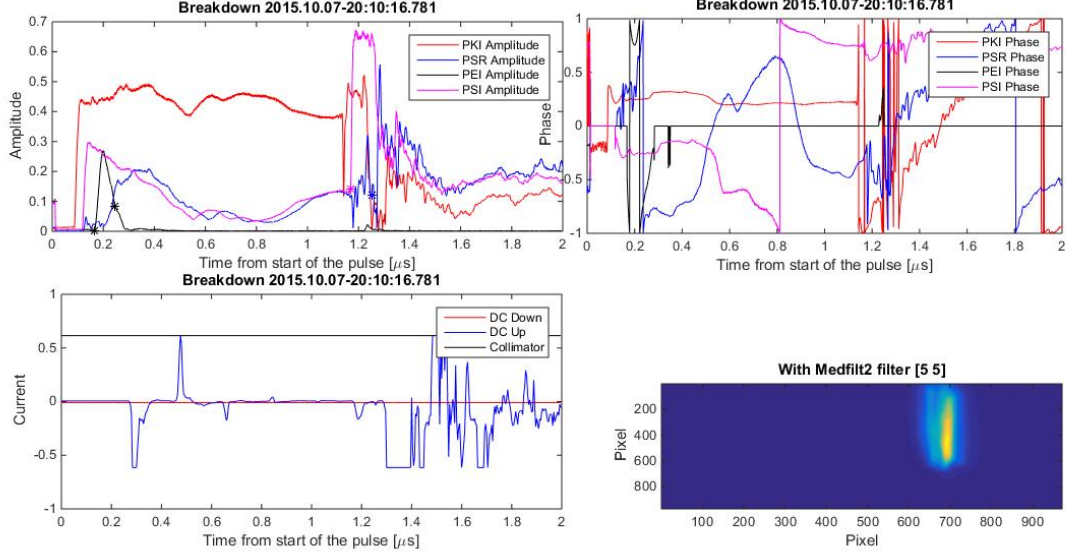 Breakdown 2015.10.07-20:10:16.781
0.7
0.6
0.5
0.4
0.3
0.2
0.1
0
Amplitude
PKI Amplitude
PSR Amplitude
PEI Amplitude
PSI Amplitude
0 0.2 0.4 0.6 0.8 1 1.2 1.4 1.6 1.8 2
Time from start of the pulse [μs]
Breakdown 2015.10.07-20:10:16.781
1
0.5
0
-0.5
-1
Phase
PKI Phase
PSR Phase
PEI Phase
PSI Phase
0 0.2 0.4 0.6 0.8 1 1.2 1.4 1.6 1.8 2
Time from start of the pulse [μs]
Breakdown 2015.10.07-20:10:16.781
1
0.5
0
-0.5
-1
Current
DC Down
DC Up
Collimator
0 0.2 0.4 0.6 0.8 1 1.2 1.4 1.6 1.8 2
Time from start of the pulse [μs]
With Medfilt2 filter [5 5]
200
400
600
800
Pixel
100 200 300 400 500 600 700 800 900
Pixel